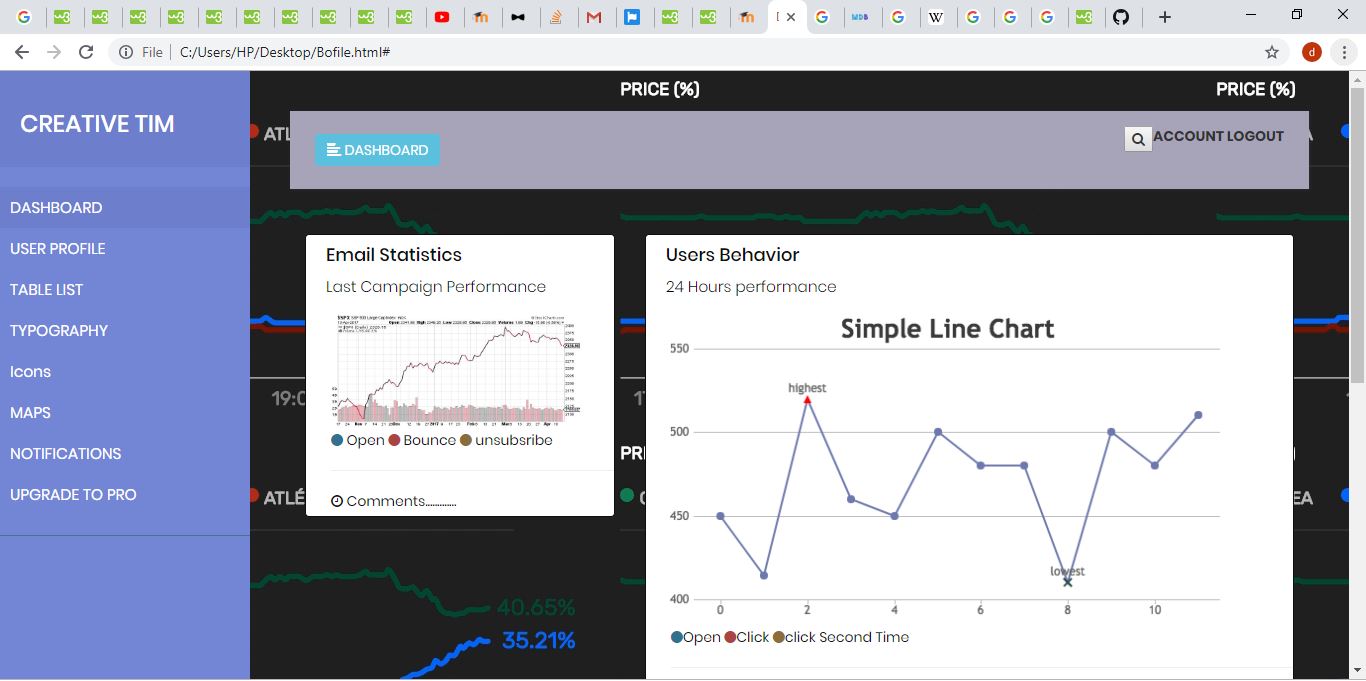 File C:/Users/HP/Desktop/Bofile.html#
CREATIVE TIM
DASHBOARD
USER PROFILE
TABLE LIST
TYPOGRAPHY
Icons
MAPS
NOTIFICATIONS
UPGRADE TO PRO
PRICE (%) PRICE (%)
DASHBOARD
ACCOUNT LOGOUT
Email Statistics
Last Campaign Performance
Open Bounce unsubsribe
Comments.............
Users Behavior
24 Hours performance
Simple Line Chart
550
500
450
400
highest
lowest
0 2 4 6 8 10
Open Click click Second Time
ATLÉ
40.65%
35.21%